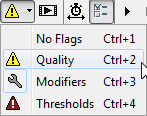 No Flags Ctrl+1
Quality Ctrl+2
Modifiers Ctrl+3
Thresholds Ctrl+4